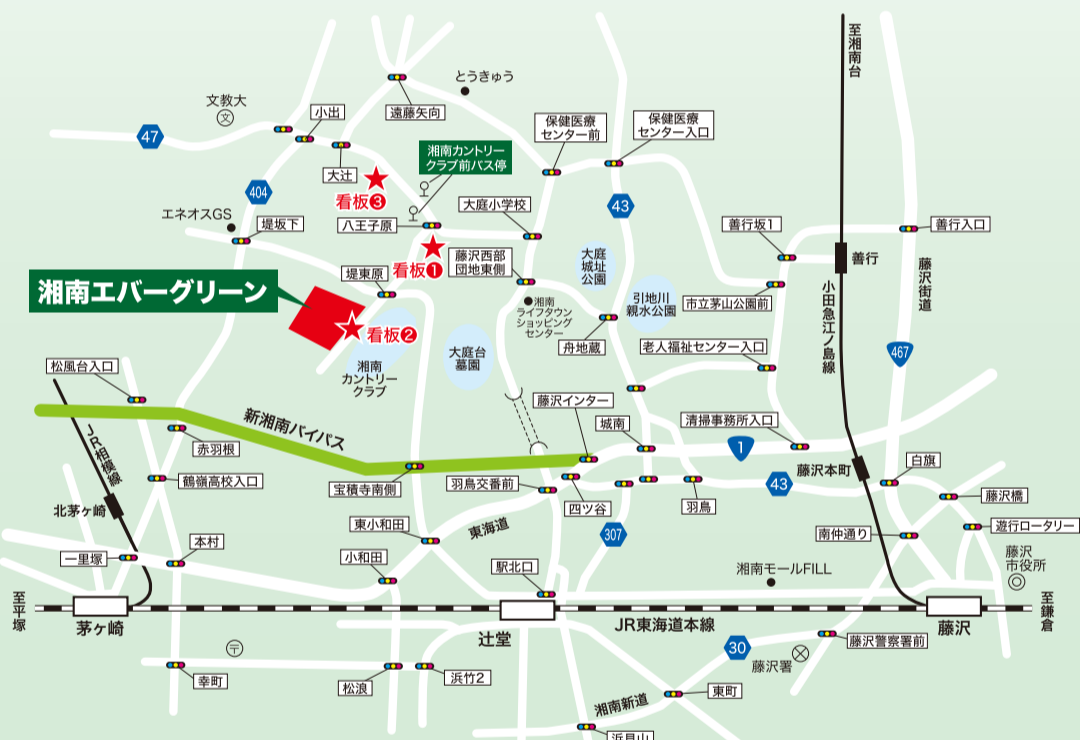 至湘南台
とうきゅう
文教大
文
小出
遠藤矢向
保健医療
センター前
保健医療
センター入口
47
湘南カントリー
クラブ前バス停
大辻
看板❸
404
43
大庭小学校
エネオスGS
堤坂下
八王子原
善行坂1
善行入口
看板❶
藤沢西部
団地東側
大庭
城址
公園
善行
藤沢街道
湘南エバーグリーン
堤東原
引地川
親水公園
市立茅山公園前
小田急江ノ島線
湘南
ライフタウン
ショッピング
センター
看板❷
舟地蔵
老人福祉センター入口
467
大庭台
墓園
湘南
カントリー
クラブ
松風台入口
藤沢インター
新湘南バイパス
城南
清掃事務所入口
JR相模線
赤羽根
1
白旗
藤沢本町
鶴嶺高校入口
宝積寺南側
羽鳥交番前
43
藤沢橋
四ツ谷
羽鳥
北茅ヶ崎
東小和田
東海道
307
南仲通り
遊行ロータリー
本村
一里塚
小和田
駅北口
湘南モールFILL
藤沢
市役所
至平塚
茅ヶ崎
辻堂
JR東海道本線
藤沢
至鎌倉
〒
30
藤沢署
藤沢警察署前
幸町
松浪
浜竹2
湘南新道
東町
浜見山